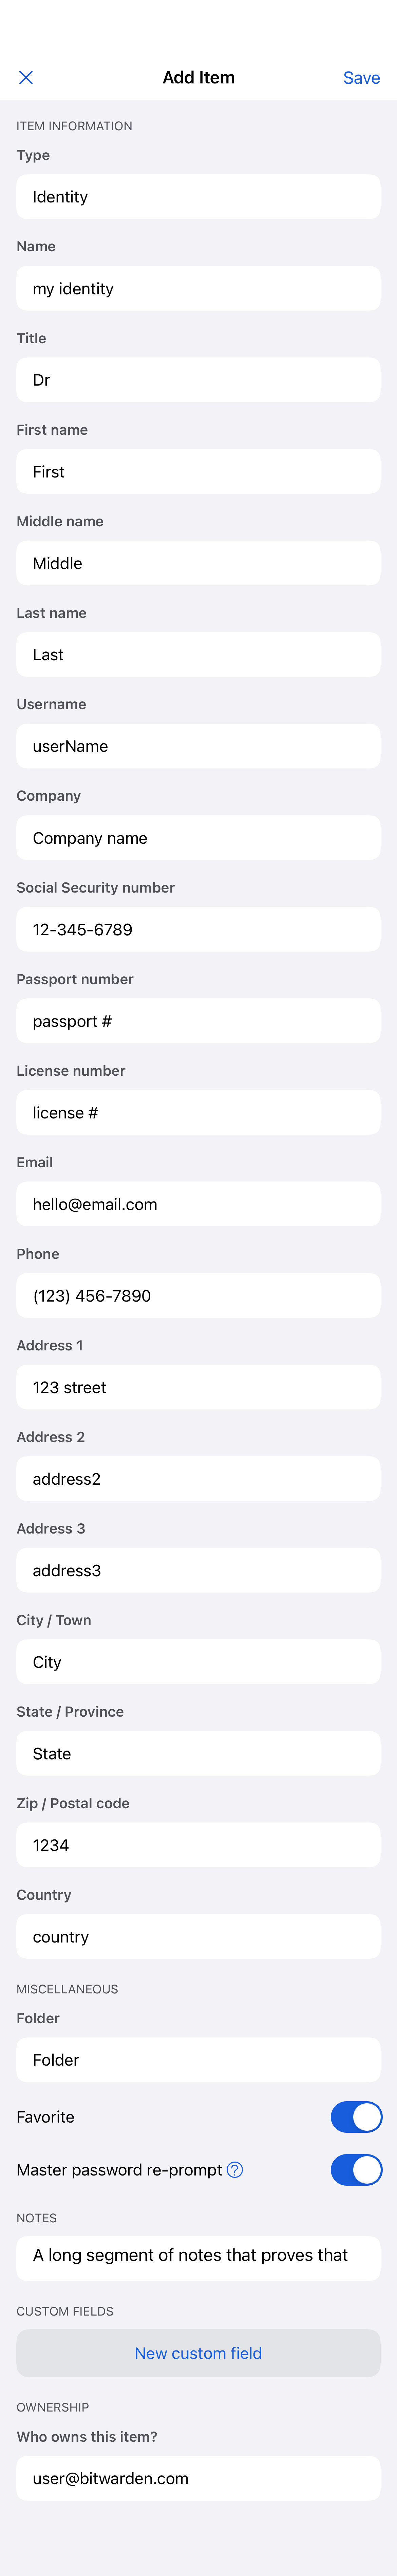 Add Item
Save
ITEM INFORMATION
Type
Identity
Name
my identity
Title
Dr
First name
First
Middle name
Middle
Last name
Last
Username
userName
Company
Company name
Social Security number
12-345-6789
Passport number
passport #
License number
license #
Email
hello@email.com
Phone
(123) 456-7890
Address 1
123 street
Address 2
address2
Address 3
address3
City / Town
City
State / Province
State
Zip / Postal code
1234
Country
country
MISCELLANEOUS
Folder
Folder
Favorite
Master password re-prompt ?
NOTES
A long segment of notes that proves that
CUSTOM FIELDS
New custom field
OWNERSHIP
Who owns this item?
user@bitwarden.com